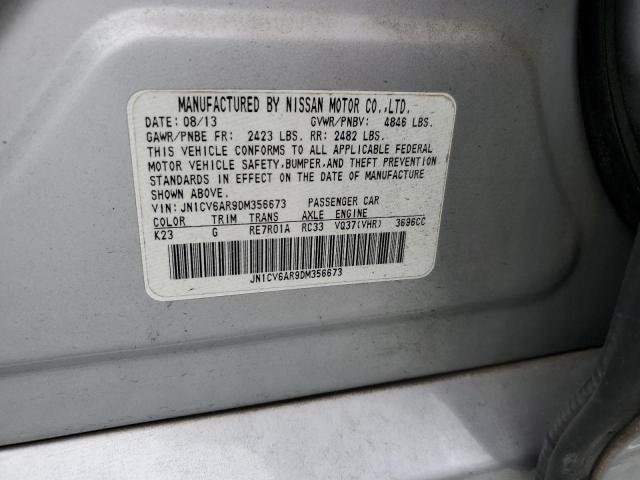 MANUFACTURED BY NISSAN MOTOR CO.,LTD.
DATE: 08/13 GVWR/PNBV: 4846 LBS.
GAWR/PNBE FR: 2423 LBS. RR: 2482 LBS.
THIS VEHICLE CONFORMS TO ALL APPLICABLE FEDERAL
MOTOR VEHICLE SAFETY,BUMPER,AND THEFT PREVENTION
STANDARDS IN EFFECT ON THE DATE OF MANUFACTURE
SHOWN ABOVE.
VIN: JN1CV6AR9DM356673 PASSENGER CAR
COLOR TRIM TRANS AXLE ENGINE
K23 G RE7R01A RC33 VQ37(VHR) 3696CC
JN1CV6AR9DM356673